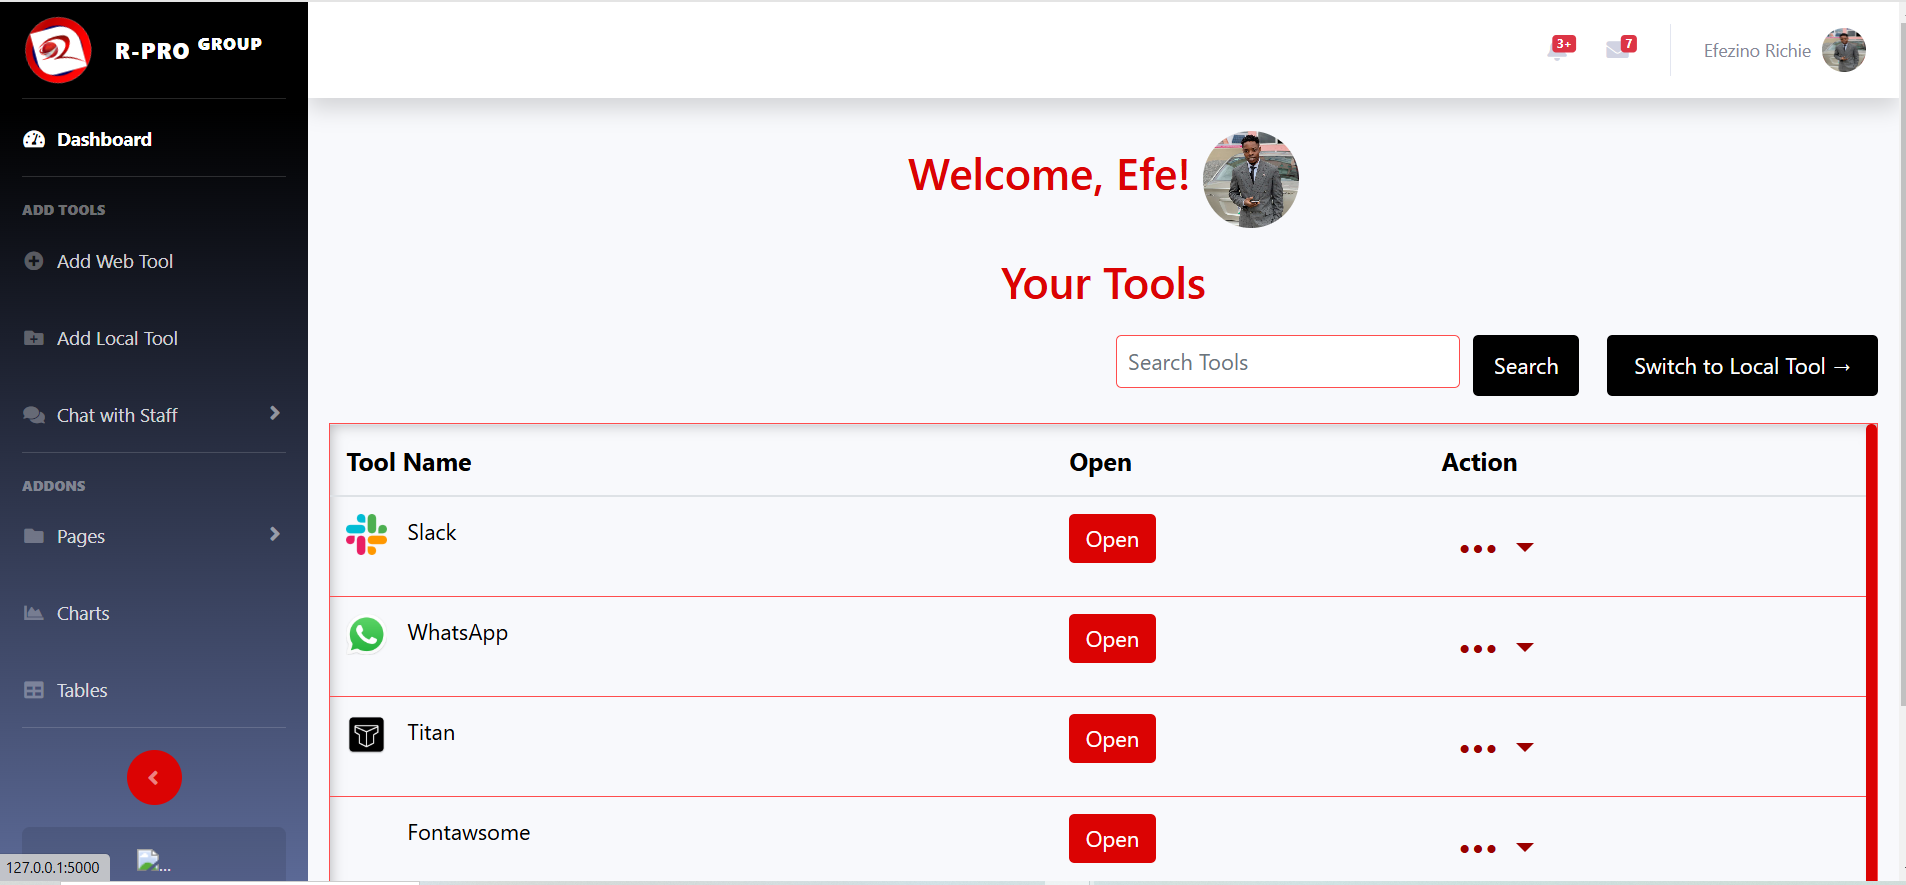 R-PRO GROUP
3+
7
Efezino Richie
Dashboard
ADD TOOLS
Add Web Tool
Add Local Tool
Chat with Staff
ADDONS
Pages
Charts
Tables
...
127.0.0.1:5000
Welcome, Efe!
Your Tools
Search Tools
Search
Switch to Local Tool →
Tool Name Open Action
Slack Open
WhatsApp Open
Titan Open
Fontawsome Open